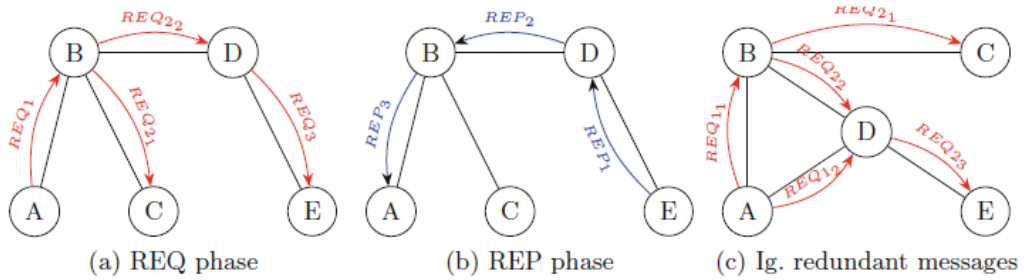 REQ22
B
D
REQ1
REQ21
REQ3
A
C
E
(a) REQ phase
REP2
B
D
REP3
REP1
A
C
E
(b) REP phase
REQ21
B
C
REQ22
REQ11
D
REQ23
REQ12
A
E
(c) Ig. redundant messages